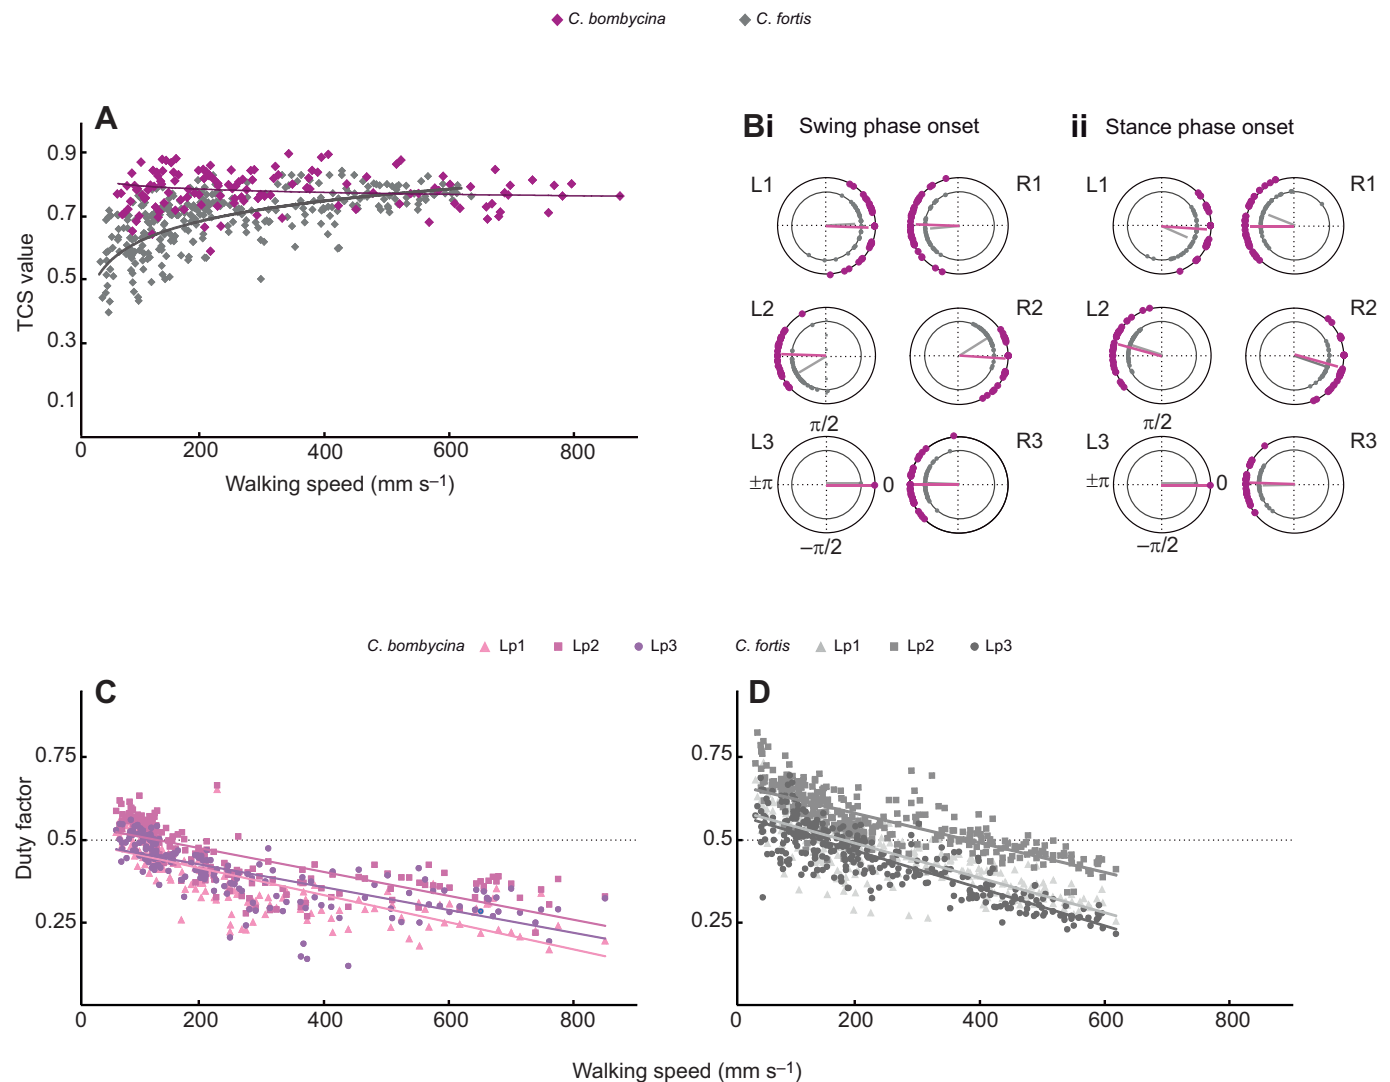 C. bombycina C. fortis
A
0.9
0.7
0.5
0.3
0.1
TCS value
0 200 400 600 800
Walking speed (mm s–1)
Bi Swing phase onset
ii Stance phase onset
L1 R1
L1 R1
L2 R2
L2 R2
π/2
π/2
L3 R3
L3 R3
±π 0
±π 0
–π/2
–π/2
C. bombycina Lp1 Lp2 Lp3 C. fortis Lp1 Lp2 Lp3
C
0.75
0.5
0.25
Duty factor
0 200 400 600 800
D
0.75
0.5
0.25
0 200 400 600 800
Walking speed (mm s–1)